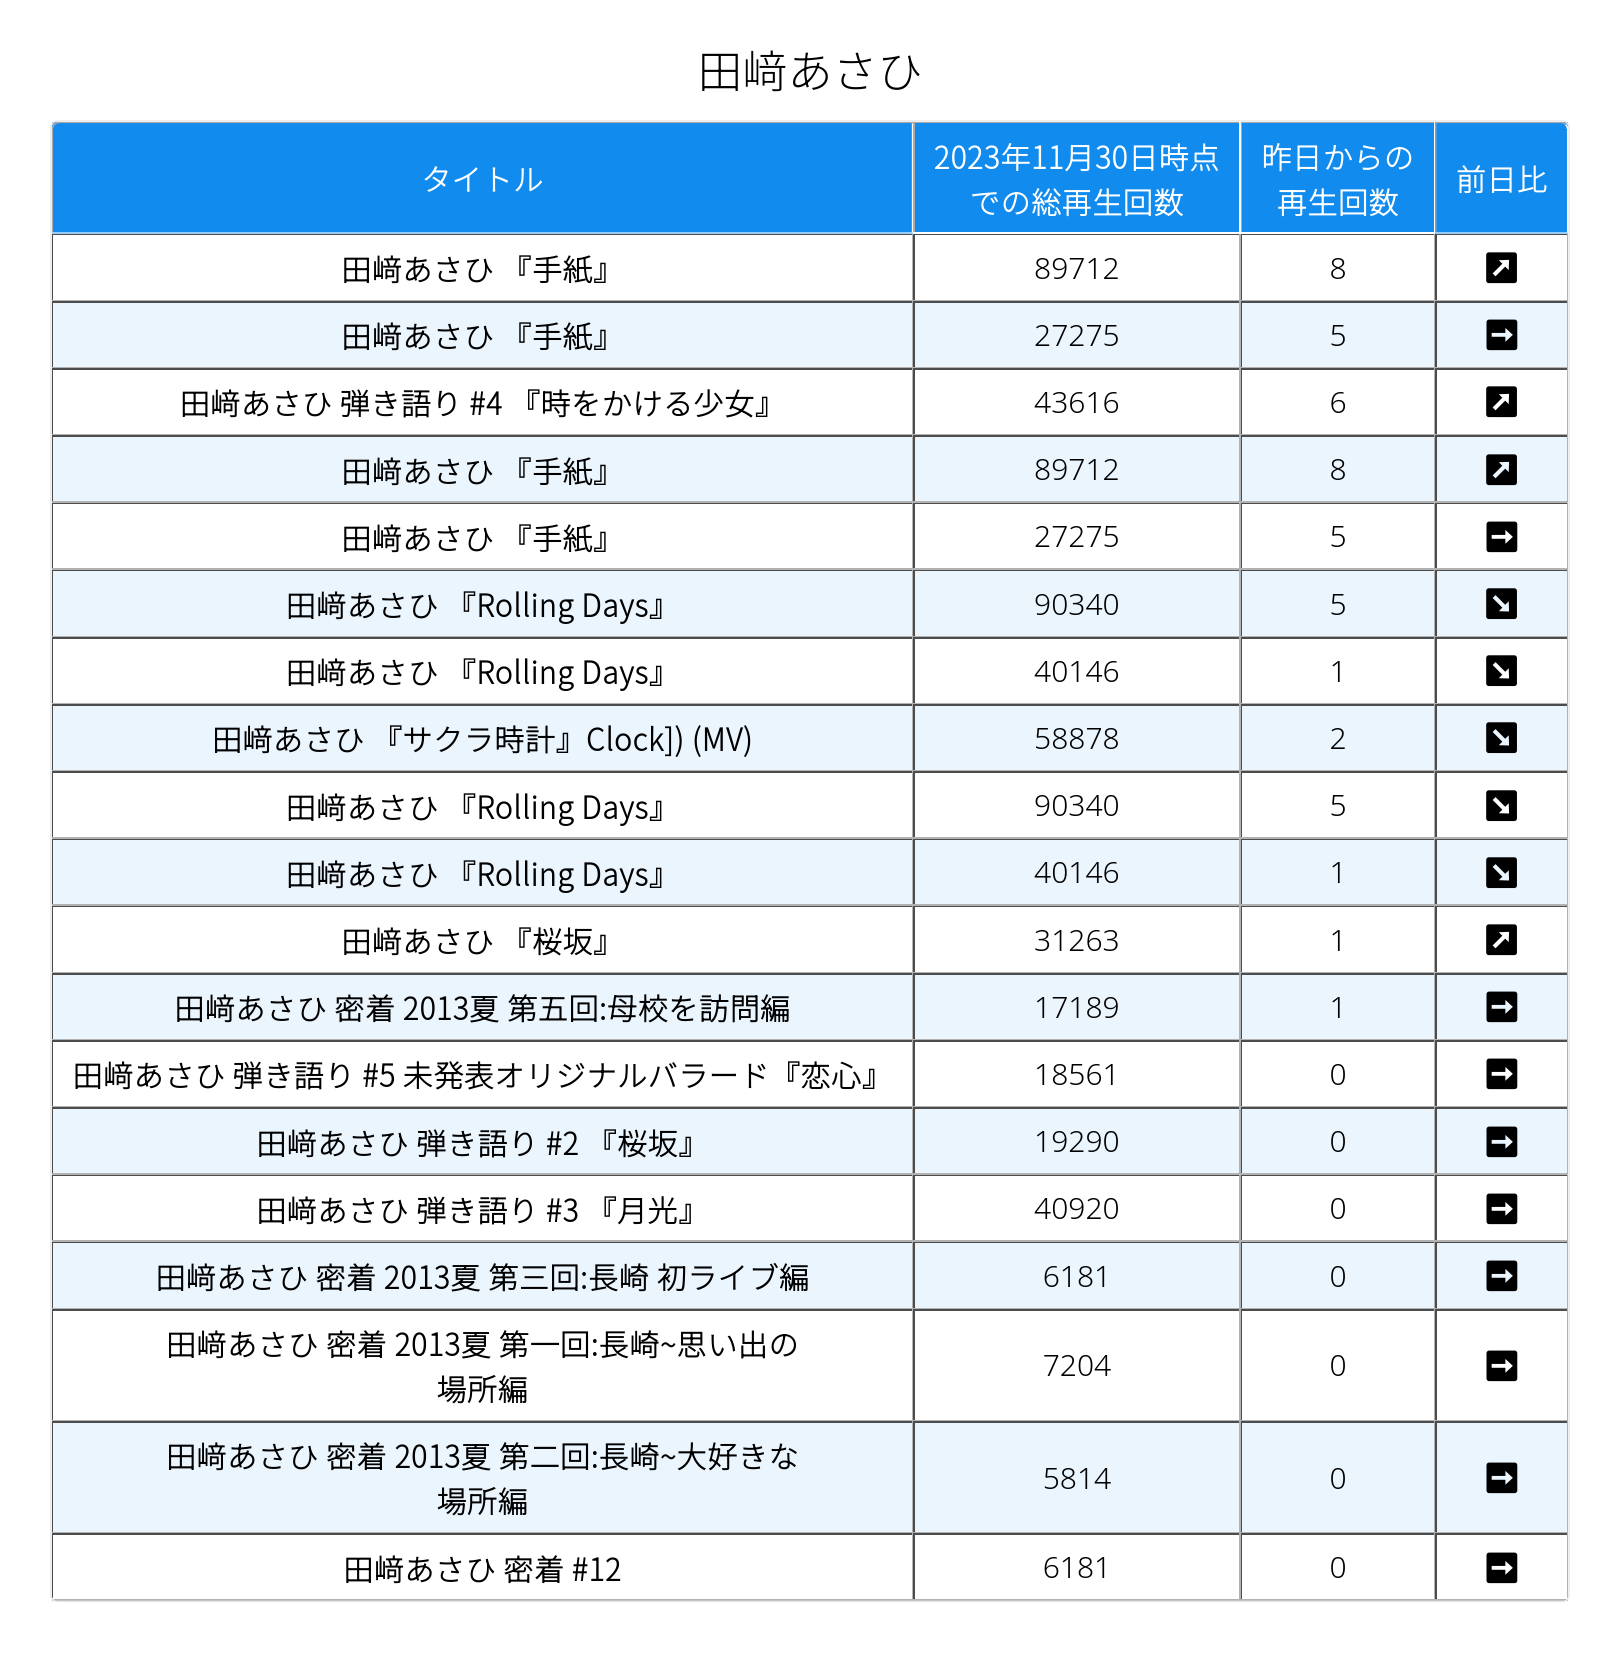 田﨑あさひ
タイトル
2023年11月30日時点
での総再生回数
昨日からの
再生回数
前日比
田﨑あさひ 『手紙』 89712 8 ↗
田﨑あさひ 『手紙』 27275 5 ➡
田﨑あさひ 弾き語り #4 『時をかける少女』 43616 6 ↗
田﨑あさひ 『手紙』 89712 8 ↗
田﨑あさひ 『手紙』 27275 5 ➡
田﨑あさひ 『Rolling Days』 90340 5 ↘
田﨑あさひ 『Rolling Days』 40146 1 ↘
田﨑あさひ 『サクラ時計』Clock]) (MV) 58878 2 ↘
田﨑あさひ 『Rolling Days』 90340 5 ↘
田﨑あさひ 『Rolling Days』 40146 1 ↘
田﨑あさひ 『桜坂』 31263 1 ↗
田﨑あさひ 密着 2013夏 第五回:母校を訪問編 17189 1 ➡
田﨑あさひ 弾き語り #5 未発表オリジナルバラード『恋心』 18561 0 ➡
田﨑あさひ 弾き語り #2 『桜坂』 19290 0 ➡
田﨑あさひ 弾き語り #3 『月光』 40920 0 ➡
田﨑あさひ 密着 2013夏 第三回:長崎 初ライブ編 6181 0 ➡
田﨑あさひ 密着 2013夏 第一回:長崎~思い出の
場所編 7204 0 ➡
田﨑あさひ 密着 2013夏 第二回:長崎~大好きな
場所編 5814 0 ➡
田﨑あさひ 密着 #12 6181 0 ➡